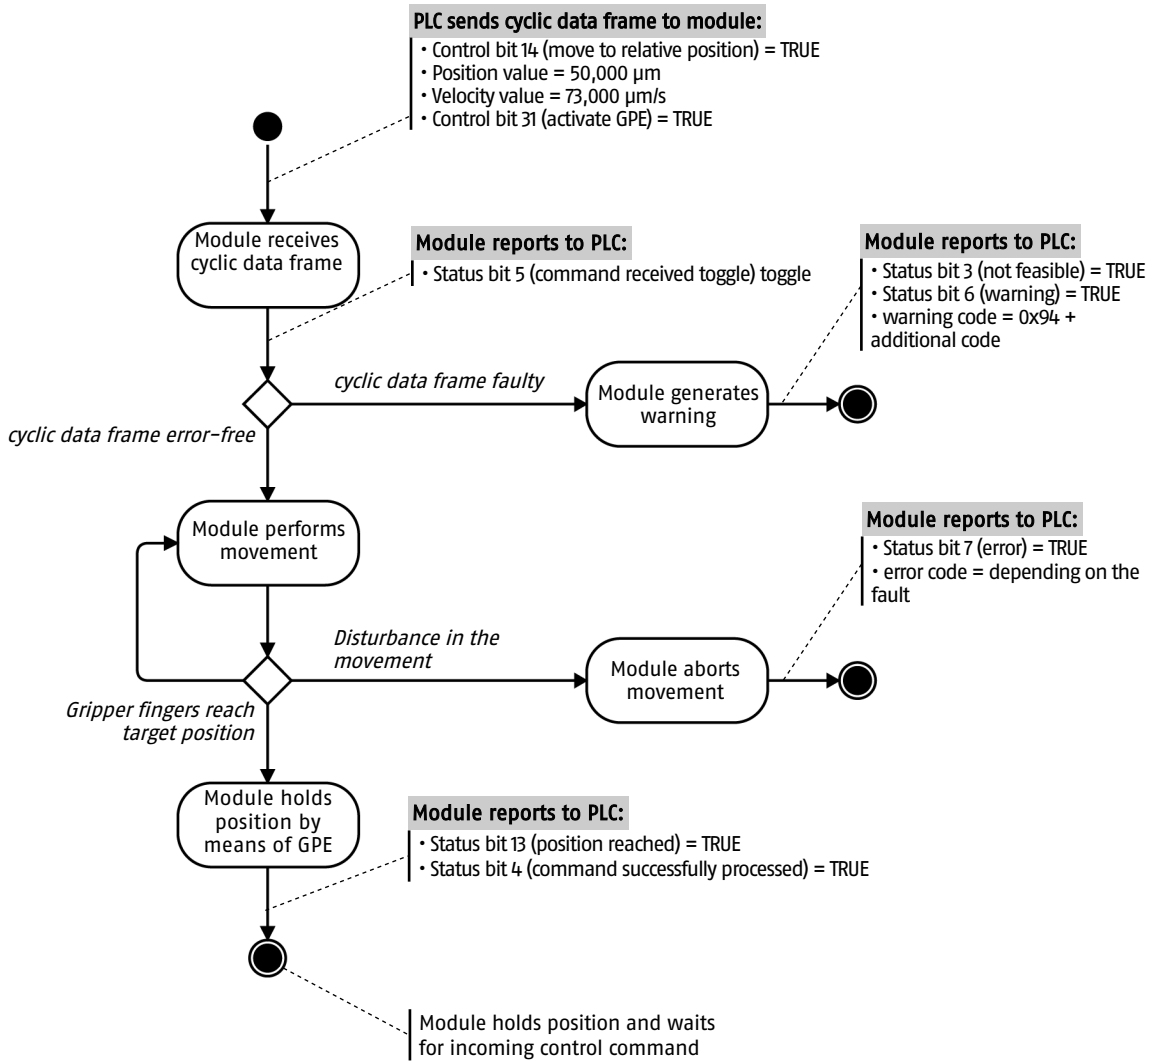 PLC sends cyclic data frame to module:
• Control bit 14 (move to relative position) = TRUE
• Position value = 50,000 µm
• Velocity value = 73,000 µm/s
• Control bit 31 (activate GPE) = TRUE
Module receives
cyclic data frame
Module reports to PLC:
• Status bit 5 (command received toggle) toggle
Module reports to PLC:
• Status bit 3 (not feasible) = TRUE
• Status bit 6 (warning) = TRUE
• warning code = 0x94 +
additional code
cyclic data frame faulty
Module generates
warning
cyclic data frame error-free
Module performs
movement
Module reports to PLC:
• Status bit 7 (error) = TRUE
• error code = depending on the
fault
Disturbance in the
movement
Module aborts
movement
Gripper fingers reach
target position
Module holds
position by
means of GPE
Module reports to PLC:
• Status bit 13 (position reached) = TRUE
• Status bit 4 (command successfully processed) = TRUE
Module holds position and waits
for incoming control command